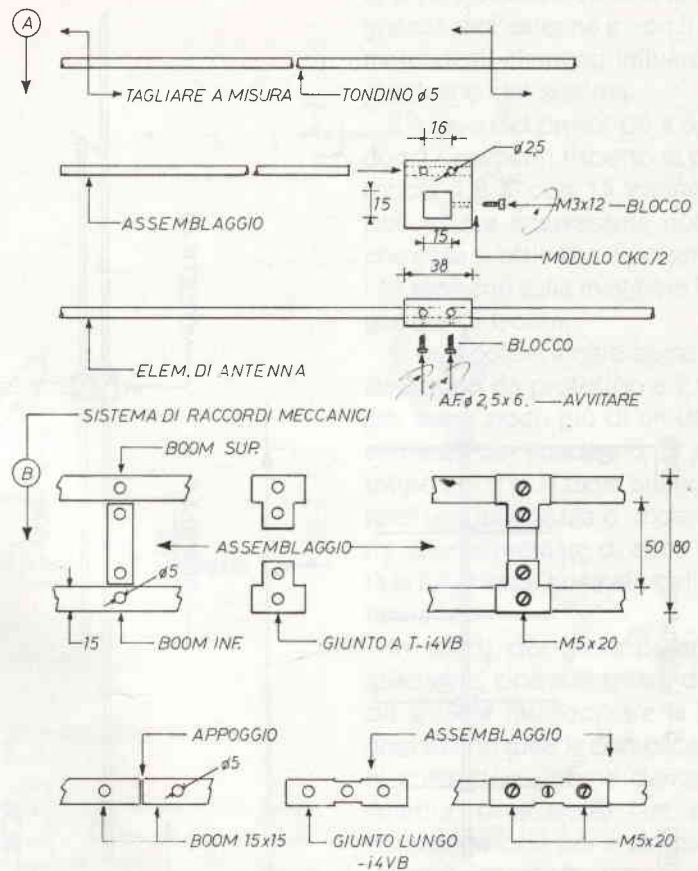 A
TAGLIARE A MISURA
TONDINO ø5
16
ø 2,5
15
M3x12
BLOCCO
ASSEMBLAGGIO
15
MODULO CKC/2
38
BLOCCO
ELEM. DI ANTENNA
A.F. ø 2,5x6.
AVVITARE
SISTEMA DI RACCORDI MECCANICI
B
BOOM SUP.
ASSEMBLAGGIO
50
80
ø5
15
BOOM INF.
GIUNTO A T-i4VB
M5x20
APPOGGIO
ASSEMBLAGGIO
ø5
BOOM 15x15
GIUNTO LUNGO
-i4VB
M5x20